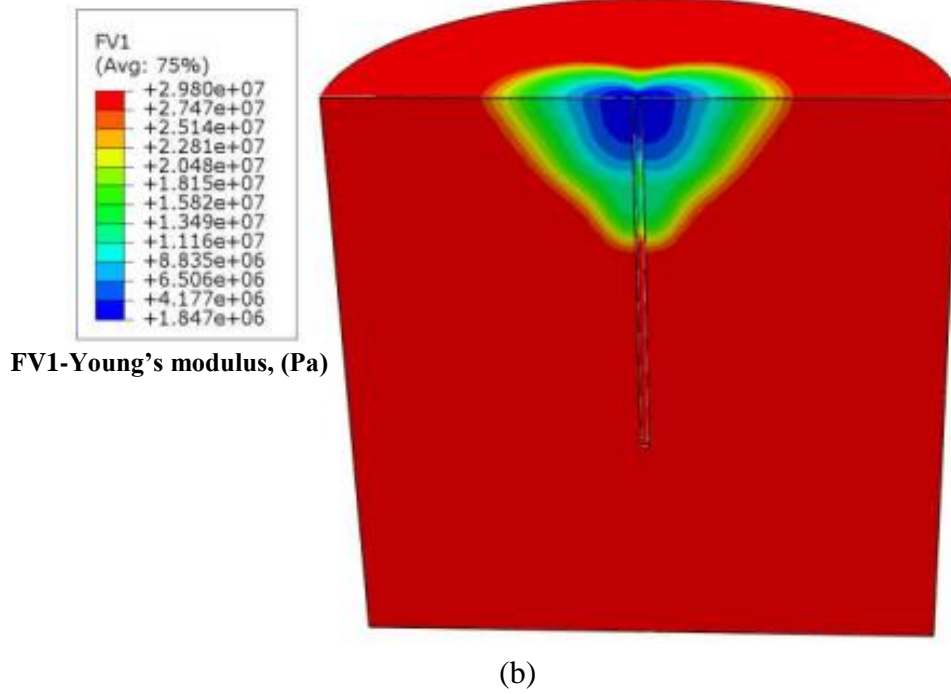 FV1
(Avg: 75%)
+2.980e+07
+2.747e+07
+2.514e+07
+2.281e+07
+2.048e+07
+1.815e+07
+1.582e+07
+1.349e+07
+1.116e+07
+8.835e+06
+6.506e+06
+4.177e+06
+1.847e+06
FV1-Young’s modulus, (Pa)
(b)